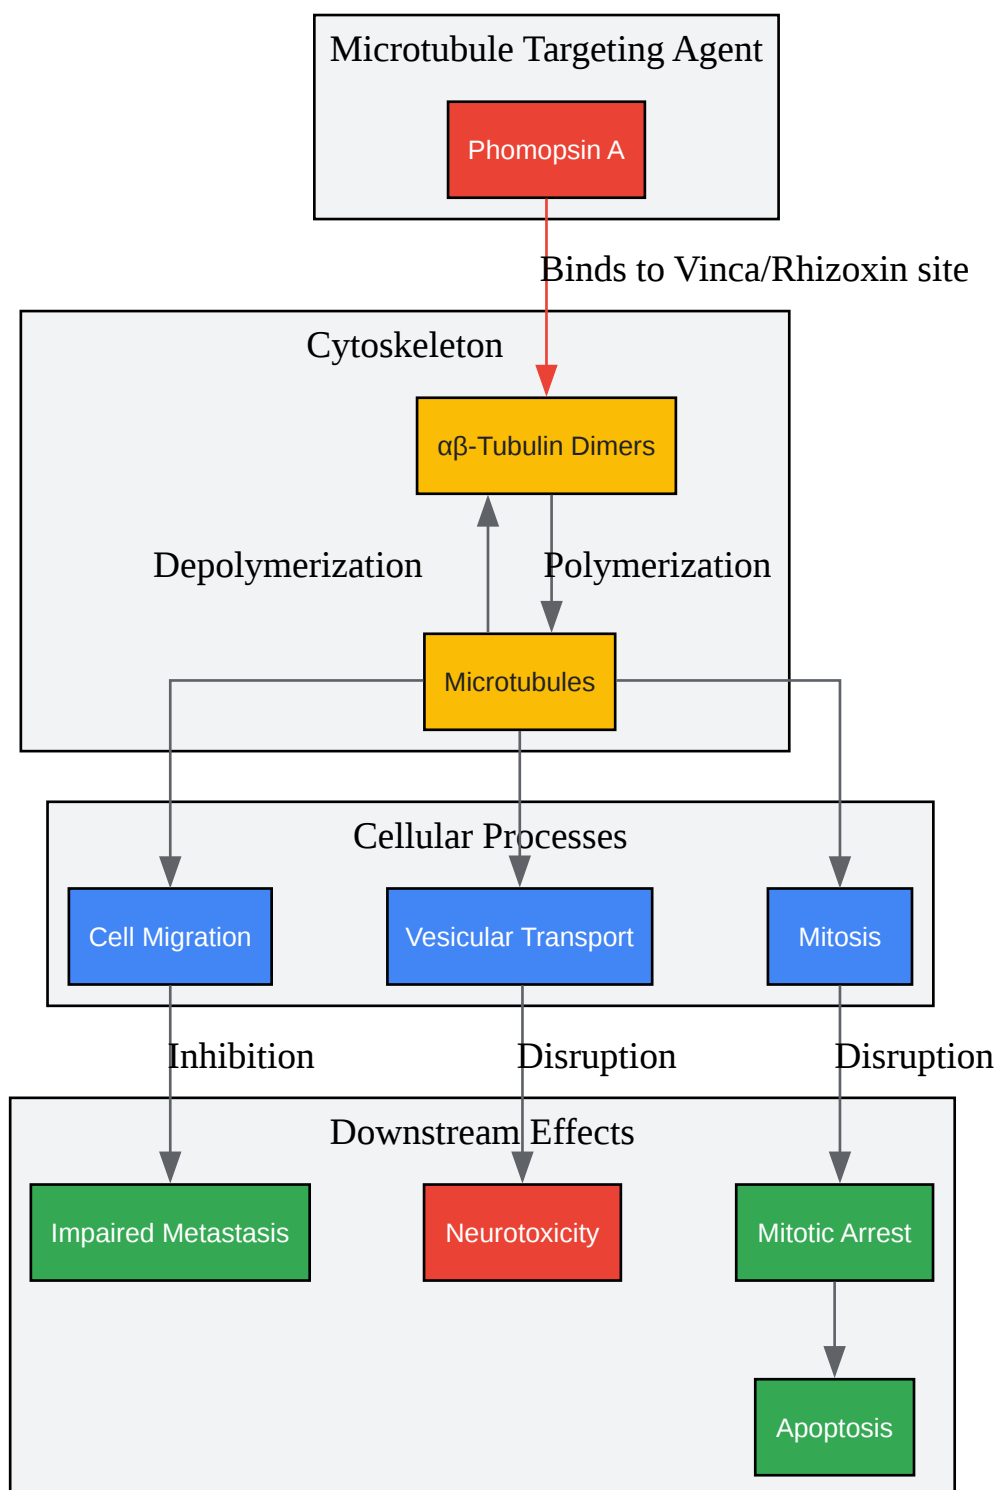 Microtubule Targeting Agent
Phomopsin A
Binds to Vinca/Rhizoxin site
Cytoskeleton
αβ-Tubulin Dimers
Depolymerization
Polymerization
Microtubules
Cellular Processes
Cell Migration
Vesicular Transport
Mitosis
Inhibition
Disruption
Disruption
Downstream Effects
Impaired Metastasis
Neurotoxicity
Mitotic Arrest
Apoptosis